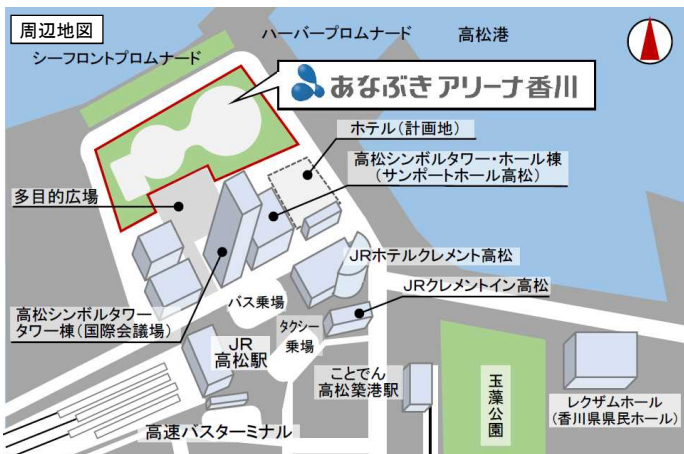 周辺地図
ハーバープロムナード
高松港
シーフロントプロムナード
あなぶきアリーナ香川
ホテル(計画地)
高松シンボルタワー・ホール棟
(サンポートホール高松)
多目的広場
JRホテルクレメント高松
JRクレメントイン高松
高松シンボルタワー
タワー棟(国際会議場)
バス乗場
タクシー
乗場
JR
高松駅
ことでん
高松築港駅
玉藻公園
レクザムホール
(香川県県民ホール)
高速バスターミナル